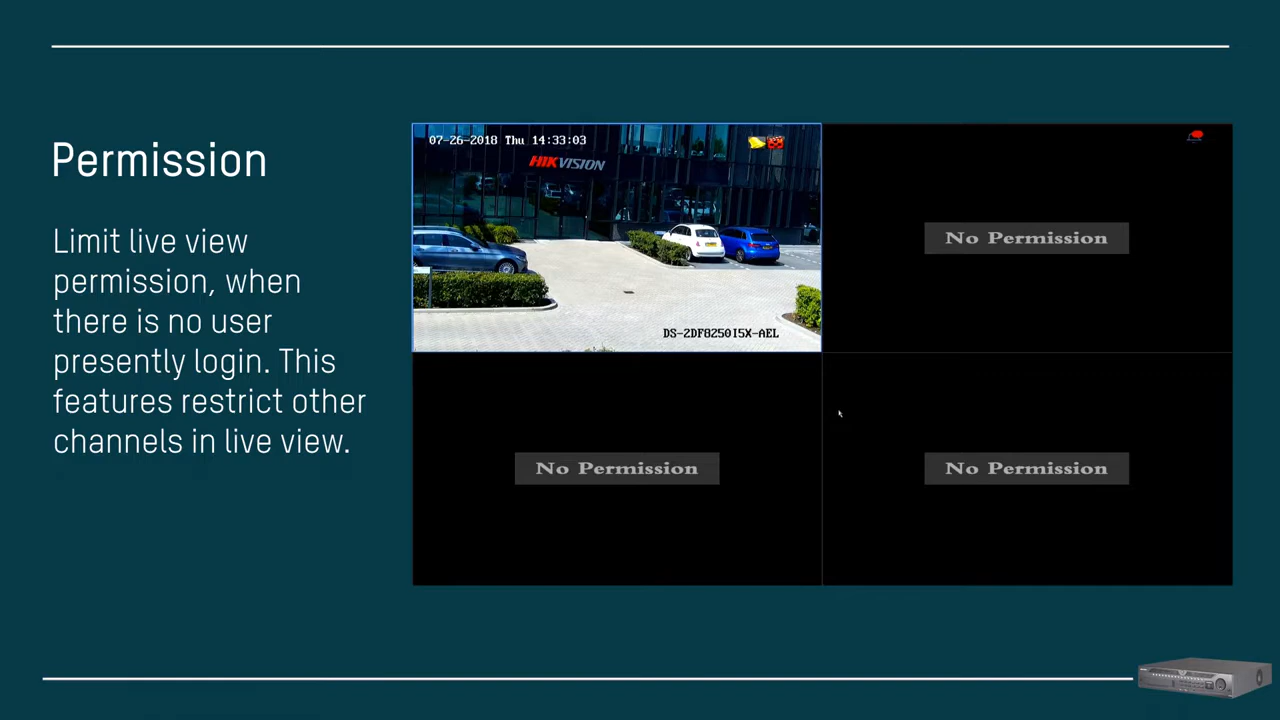 Permission
Limit live view
permission, when
there is no user
presently login. This
features restrict other
channels in live view.
07-26-2018 Thu 14:33:03
HIKVISION
DS-2DF8250I5X-AEL
No Permission
No Permission
No Permission